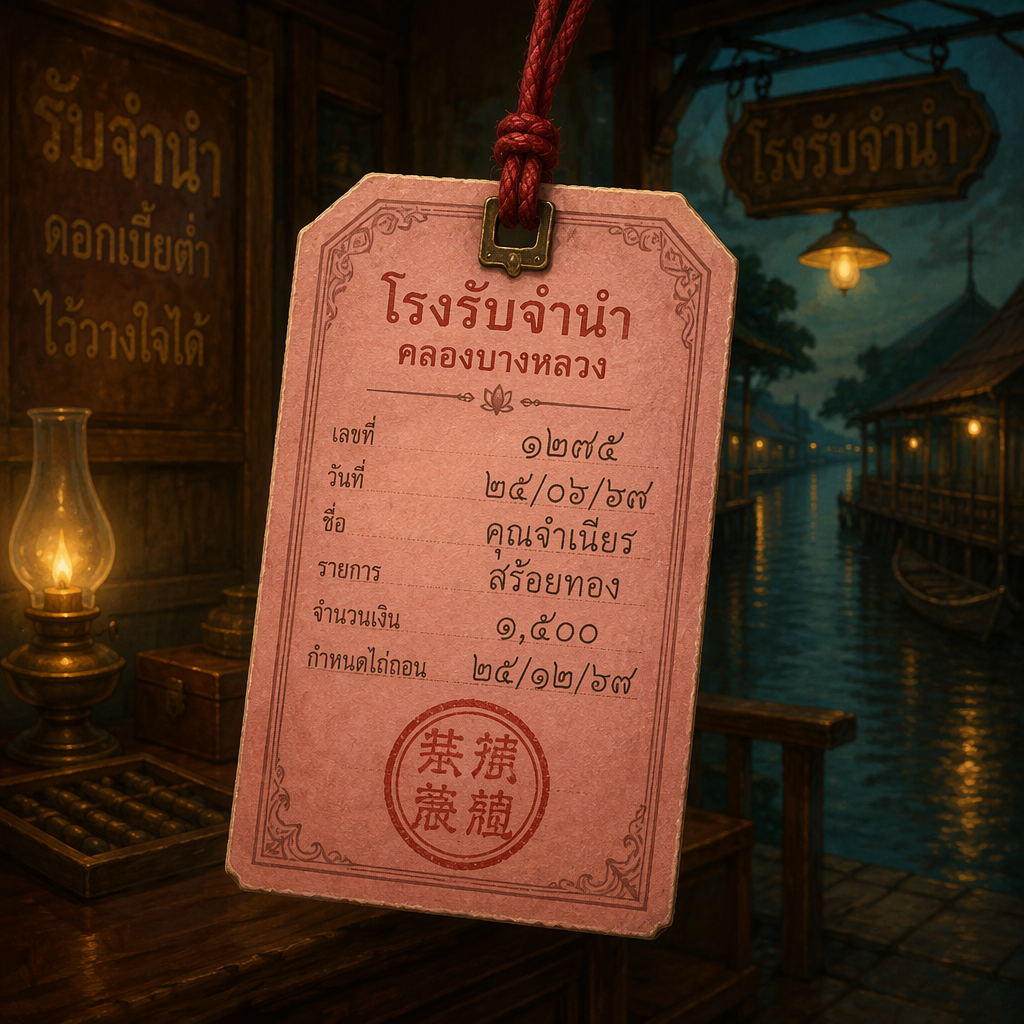 รับจำนำ
ดอกเบี้ยต่ำ
ไว้วางใจได้
โรงรับจำนำ
โรงรับจำนำ
คลองบางหลวง
เลขที่ ๑๒๗๕
วันที่ ๒๕/๐๖/๖๗
ชื่อ คุณจำเนียร
รายการ สร้อยทอง
จำนวนเงิน ๑,๕๐๐
กำหนดไถ่ถอน ๒๕/๑๒/๖๗